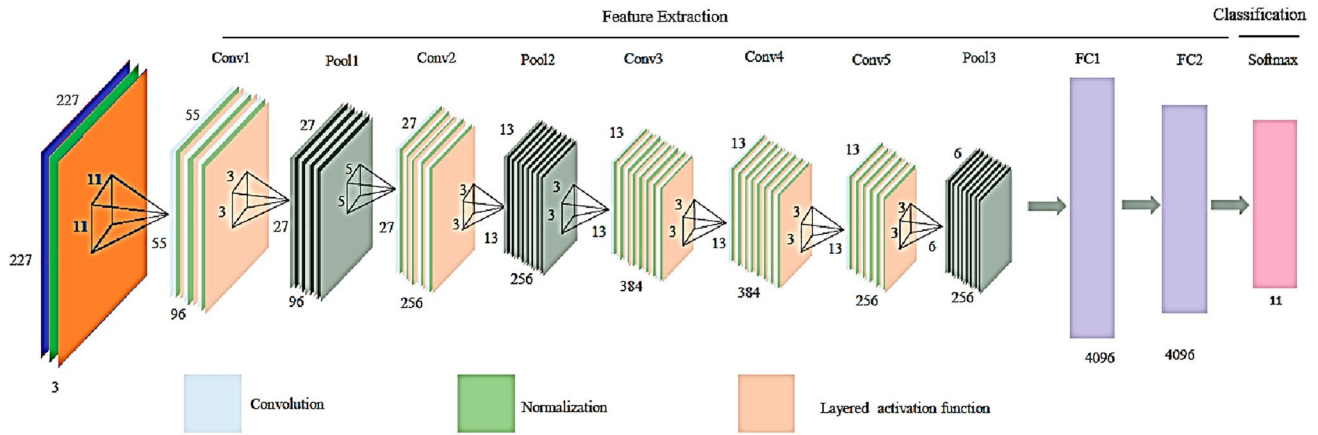 Feature Extraction Classification
Conv1 Pool1 Conv2 Pool2 Conv3 Conv4 Conv5 Pool3 FC1 FC2 Softmax
227 55 27 27 13 13 13 13 6
11 3 5 3 3 3 3 3
11 3 5 3 3 3 3 3
227 55 27 27 13 13 13 13 6
3 96 96 256 256 384 384 256 256 4096 4096 11
Convolution Normalization Layered activation function